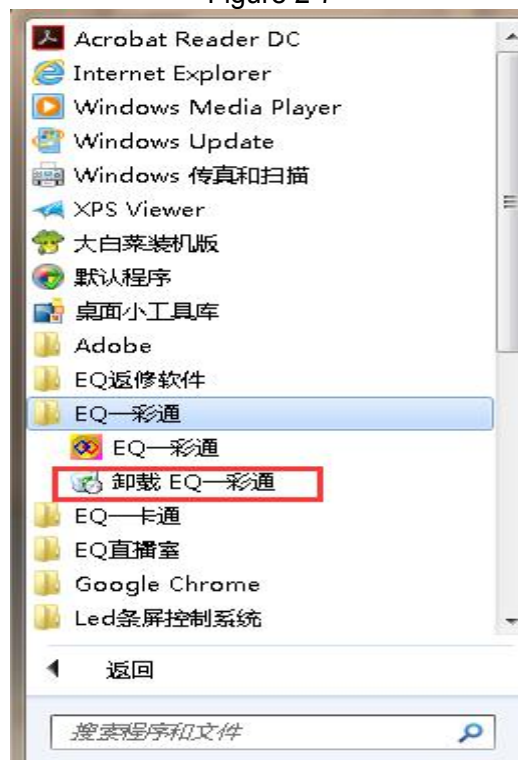 Acrobat Reader DC
Internet Explorer
Windows Media Player
Windows Update
Windows 传真和扫描
XPS Viewer
大白菜装机版
默认程序
桌面小工具库
Adobe
EQ返修软件
EQ一彩通
EQ一彩通
卸载 EQ一彩通
EQ一卡通
EQ直播室
Google Chrome
Led条屏控制系统
返回
搜索程序和文件